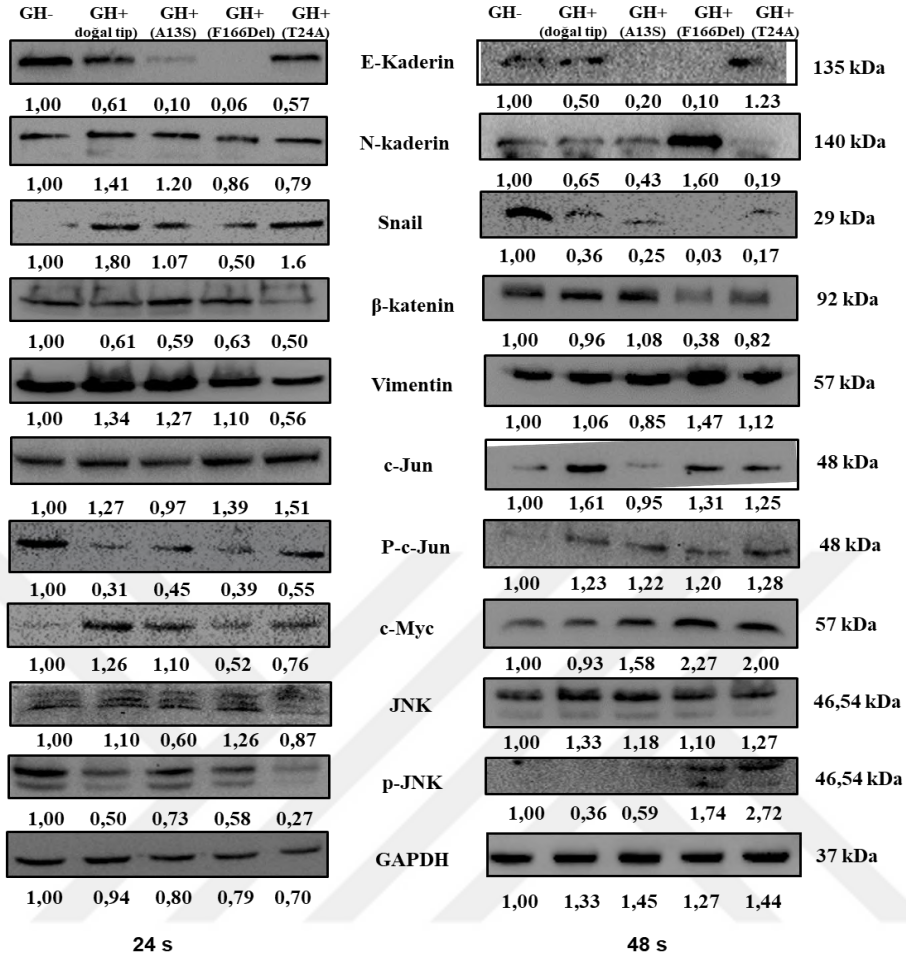 GH- GH+ GH+ GH+ GH+ GH- GH+ GH+ GH+ GH+
doğal tip) (A13S) (F166Del) (T24A) (doğal tip) (A13S) (F166Del) (T24A)
E-Kaderin 135 kDa
1,00 0,61 0,10 0,06 0,57 1,00 0,50 0,20 0,10 1.23
N-kaderin 140 kDa
1,00 1,41 1.20 0,86 0,79 1,00 0,65 0,43 1,60 0,19
Snail 29 kDa
1,00 1,80 1.07 0,50 1.6 1,00 0,36 0,25 0,03 0,17
β-katenin 92 kDa
1,00 0,61 0,59 0,63 0,50 1,00 0,96 1,08 0,38 0,82
Vimentin 57 kDa
1,00 1,34 1,27 1,10 0,56 1,00 1,06 0,85 1,47 1,12
c-Jun 48 kDa
1,00 1,27 0,97 1,39 1,51 1,00 1,61 0,95 1,31 1,25
P-c-Jun 48 kDa
1,00 0,31 0,45 0,39 0,55 1,00 1,23 1,22 1,20 1,28
c-Myc 57 kDa
1,00 1,26 1,10 0,52 0,76 1,00 0,93 1,58 2,27 2,00
JNK 46,54 kDa
1,00 1,10 0,60 1,26 0,87 1,00 1,33 1,18 1,10 1,27
p-JNK 46,54 kDa
1,00 0,50 0,73 0,58 0,27 1,00 0,36 0,59 1,74 2,72
GAPDH 37 kDa
1,00 0,94 0,80 0,79 0,70 1,00 1,33 1,45 1,27 1,44
24 s 48 s